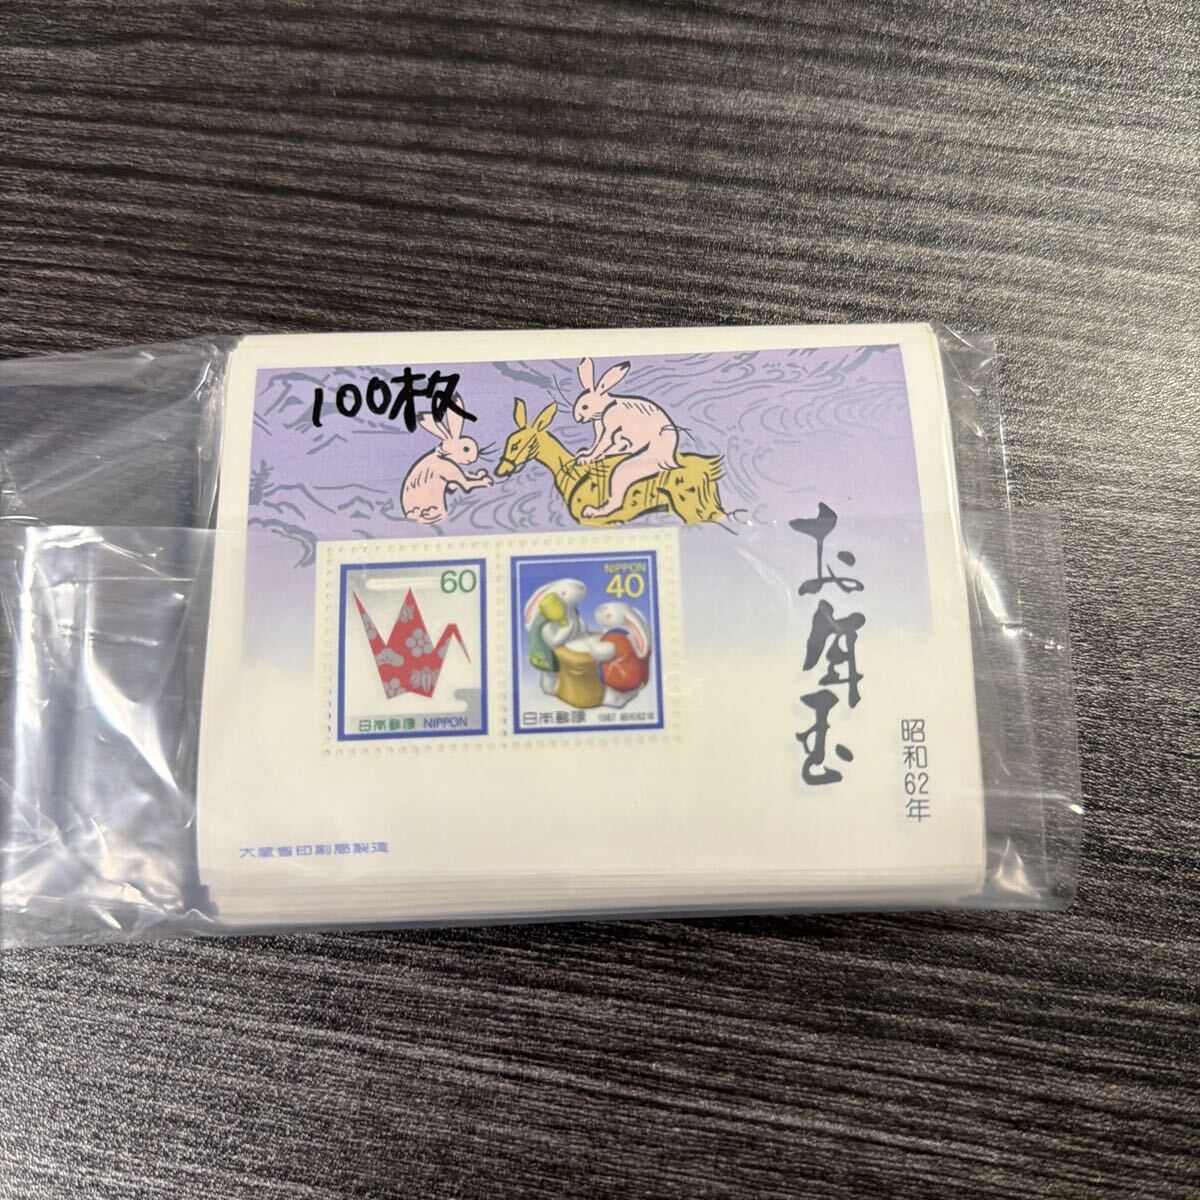 100枚
60
日本郵便 NIPPON
NIPPON
40
日本郵便 1987 昭和62年
お年玉
昭和62年
大蔵省印刷局製造